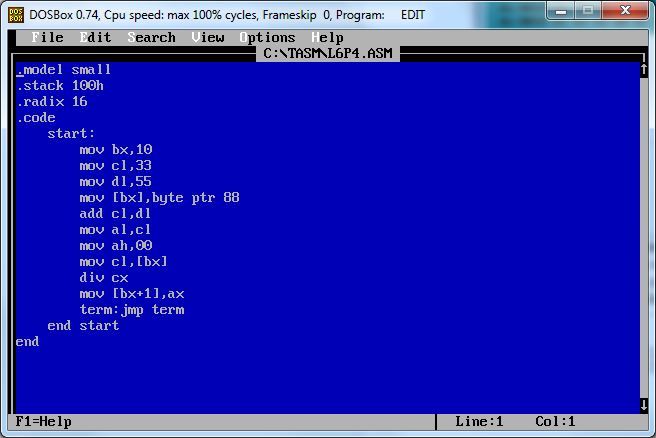 DOSBox 0.74, Cpu speed: max 100% cycles, Frameskip 0, Program: EDIT
File Edit Search View Options Help
C:\TASM\L6P4.ASM
.model small
.stack 100h
.radix 16
.code
start:
mov bx,10
mov cl,33
mov dl,55
mov [bx],byte ptr 88
add cl,dl
mov al,cl
mov ah,00
mov cl,[bx]
div cx
mov [bx+1],ax
term:jmp term
end start
end
F1=Help Line:1 Col:1